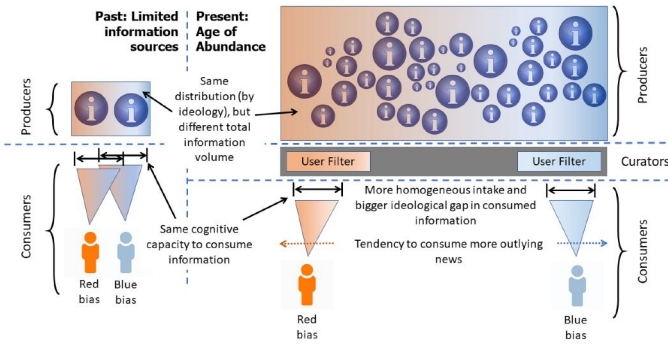 Past: Limited
information
sources
Present:
Age of
Abundance
Producers
Same
distribution (by
ideology), but
different total
information
volume
Producers
User Filter
User Filter
Curators
Consumers
Same cognitive
capacity to consume
information
More homogeneous intake and
bigger ideological gap in consumed
information
Tendency to consume more outlying
news
Consumers
Red
bias
Blue
bias
Red
bias
Blue
bias